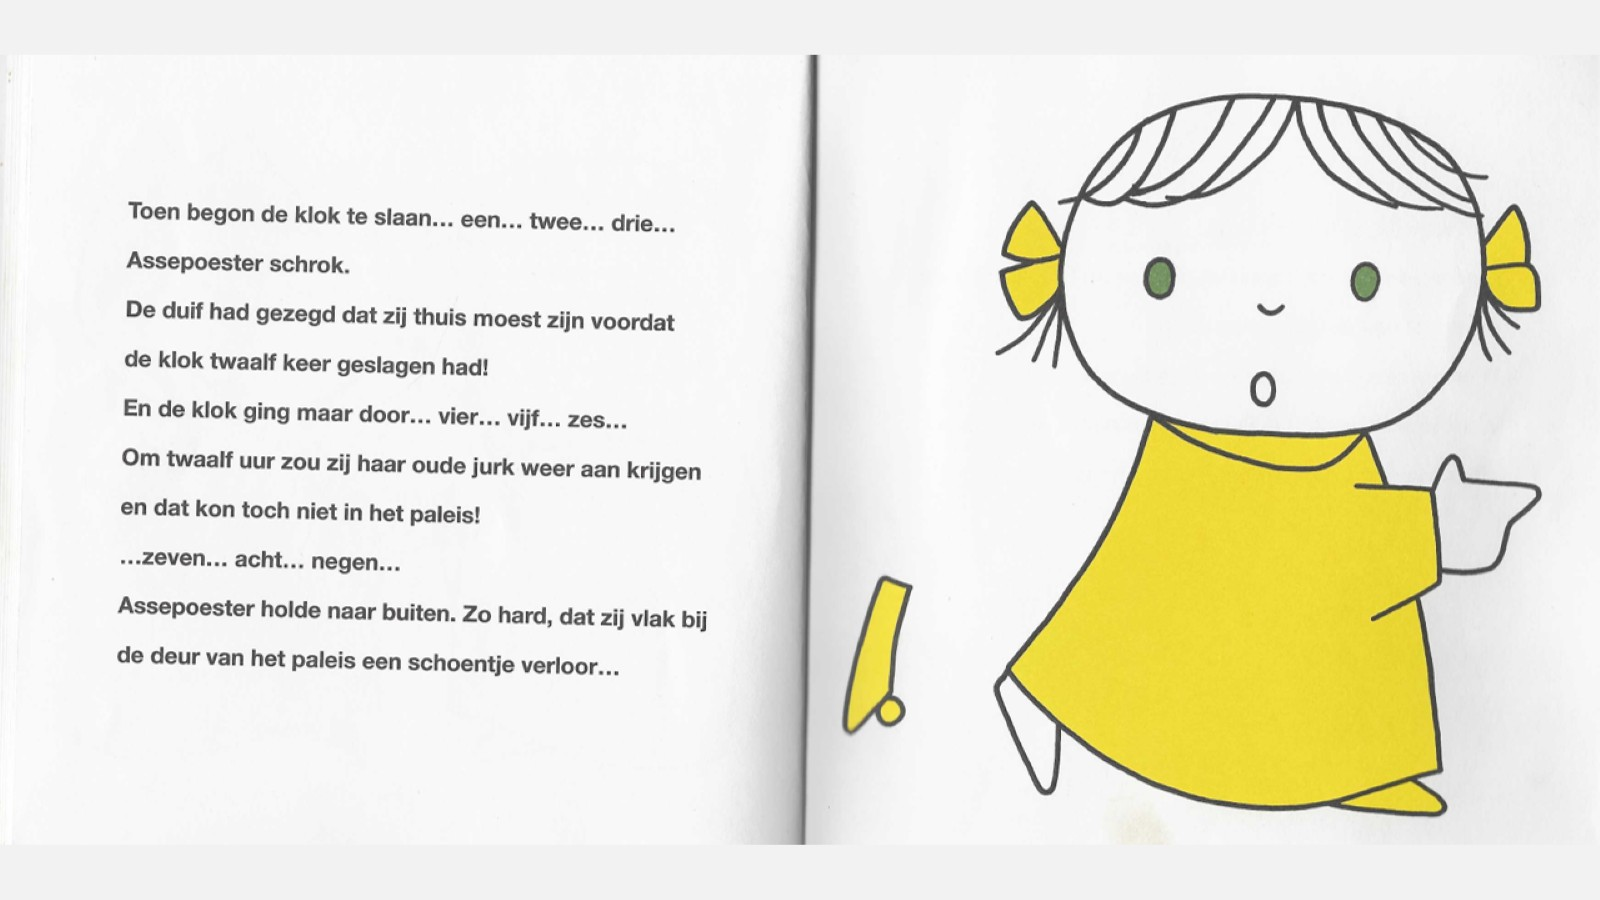 Toen begon de klok te slaan... een... twee... drie...
Assepoester schrok.
De duif had gezegd dat zij thuis moest zijn voordat
de klok twaalf keer geslagen had!
En de klok ging maar door... vier... vijf... zes...
Om twaalf uur zou zij haar oude jurk weer aan krijgen
en dat kon toch niet in het paleis!
...zeven... acht... negen...
Assepoester holde naar buiten. Zo hard, dat zij vlak bij
de deur van het paleis een schoentje verloor...